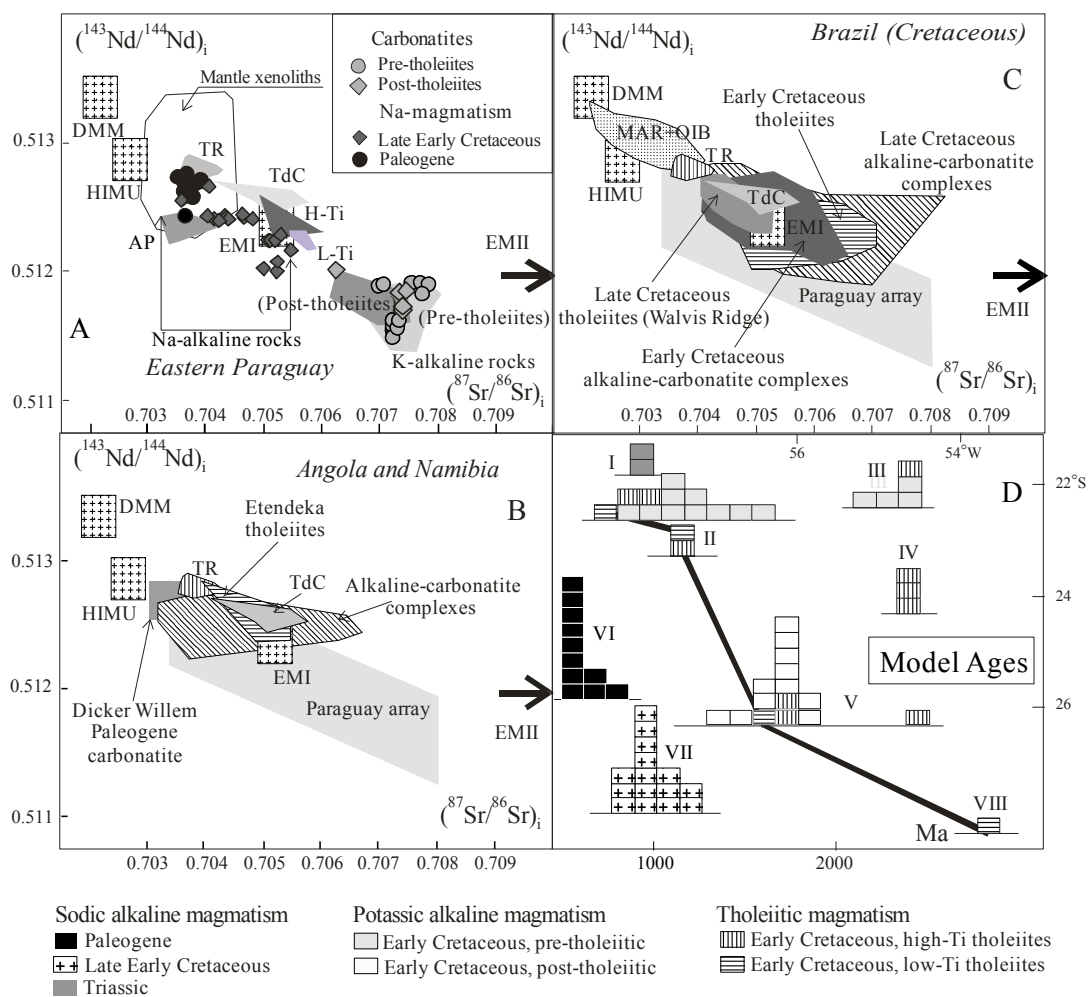 (143Nd/144Nd)i
Carbonatites
Pre-tholeiites
Post-tholeiites
Na-magmatism
Late Early Cretaceous
Paleogene
Mantle xenoliths
DMM
0.513
HIMU
TR
TdC
H-Ti
AP
EMI
L-Ti
EMII
0.512
(Post-tholeiites)
(Pre-tholeiites)
A
Na-alkaline rocks
Eastern Paraguay
K-alkaline rocks
(87Sr/86Sr)i
0.511
0.703 0.704 0.705 0.706 0.707 0.708 0.709
(143Nd/144Nd)i
Brazil (Cretaceous)
C
DMM
MAR+OIB
Early Cretaceous
tholeiites
Late Cretaceous
alkaline-carbonatite
complexes
TR
HIMU
TdC
EMI
Late Cretaceous
tholeiites (Walvis Ridge)
Paraguay array
EMII
Early Cretaceous
alkaline-carbonatite complexes
(87Sr/86Sr)i
0.703 0.704 0.705 0.706 0.707 0.708 0.709
(143Nd/144Nd)i
Angola and Namibia
B
DMM
Etendeka
tholeiites
0.513
TR
TdC
Alkaline-carbonatite
complexes
HIMU
EMI
0.512
Dicker Willem
Paleogene
carbonatite
Paraguay array
EMII
(87Sr/86Sr)i
0.511
0.703 0.704 0.705 0.706 0.707 0.708 0.709
56 54°W
I
III
D
22°S
II
IV
24
VI
Model Ages
V
26
VII
VIII
Ma
1000 2000
Sodic alkaline magmatism
Paleogene
Late Early Cretaceous
Triassic
Potassic alkaline magmatism
Early Cretaceous, pre-tholeiitic
Early Cretaceous, post-tholeiitic
Tholeiitic magmatism
Early Cretaceous, high-Ti tholeiites
Early Cretaceous, low-Ti tholeiites